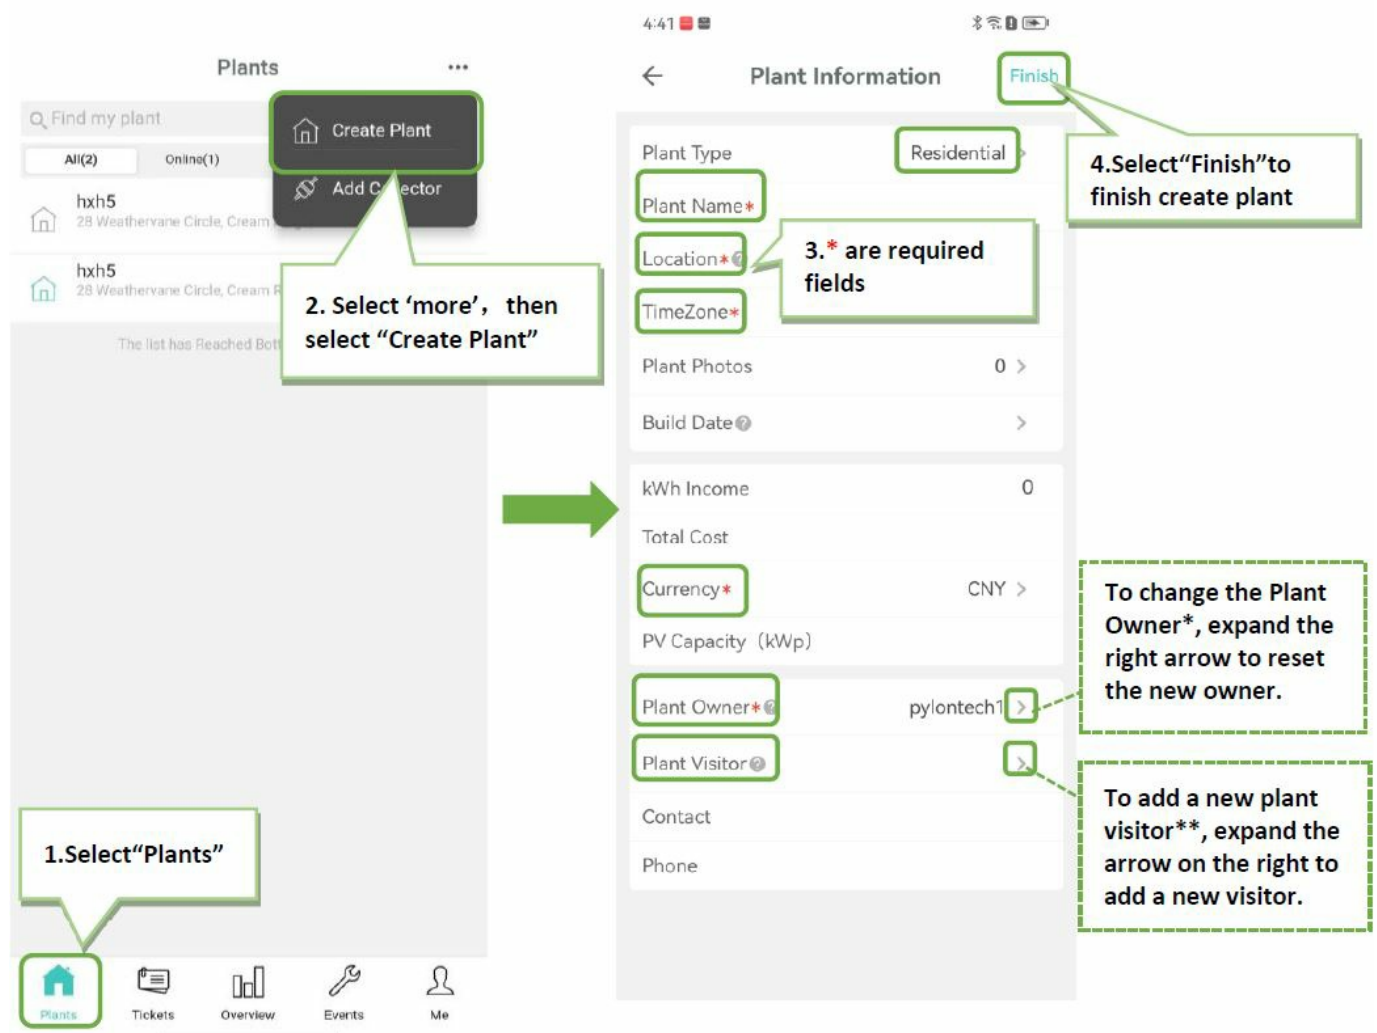 Plants
Find my plant
All(2)
Online(1)
Create Plant
Add
ector
hxh5
28 Weathervane Circle, Cream
hxh5
28 Weathervane Circle, Cream
The list has Reached
2. Select ‘more’, then
select “Create Plant”
1.Select“Plants”
Plants
Tickets
Overview
Events
Me
4:41
Plant Information
Finish
Plant Type
Residential
Plant Name*
Location*
TimeZone*
Plant Photos
0
Build Date
kWh Income
0
Total Cost
Currency*
CNY
PV Capacity (kWp)
Plant Owner*
pylontech1
Plant Visitor
Contact
Phone
3.* are required
fields
4.Select“Finish”to
finish create plant
To change the Plant
Owner*, expand the
right arrow to reset
the new owner.
To add a new plant
visitor**, expand the
arrow on the right to
add a new visitor.